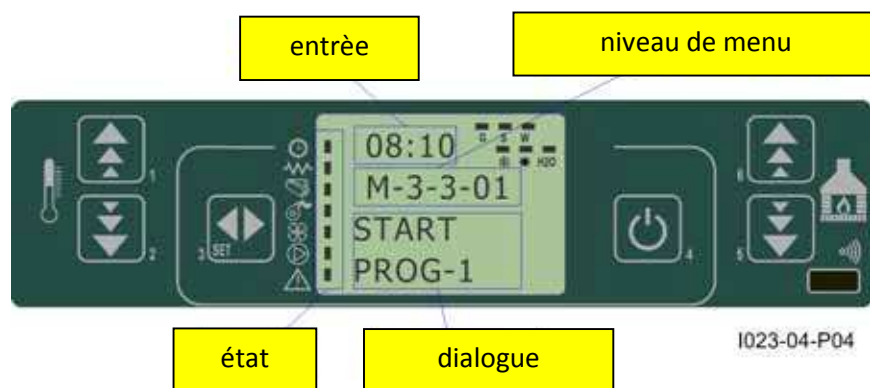 entrèe
niveau de menu
08:10
D S W
H2O
M-3-3-01
START
PROG-1
1
2
3
SET
4
6
5
I023-04-P04
état
dialogue